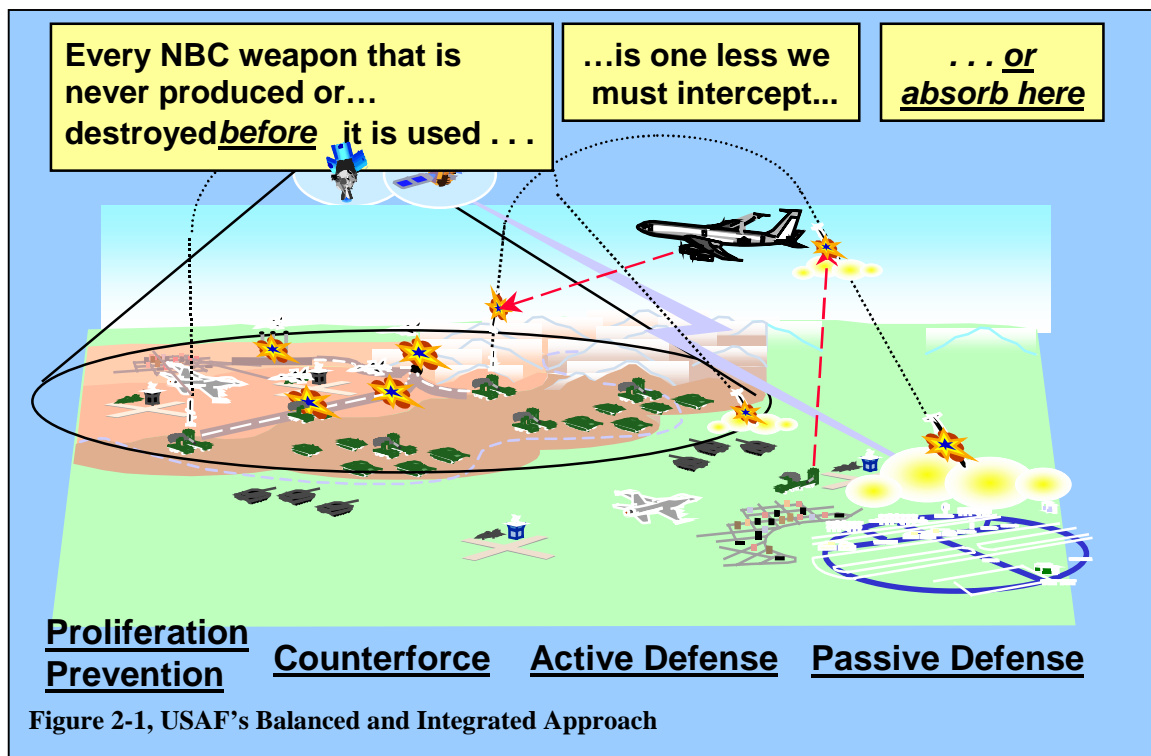 Every NBC weapon that is
never produced or…
destroyed before it is used . . .
…is one less we
must intercept...
. . . or
absorb here
Proliferation
Prevention
Counterforce
Active Defense
Passive Defense
Figure 2-1, USAF’s Balanced and Integrated Approach